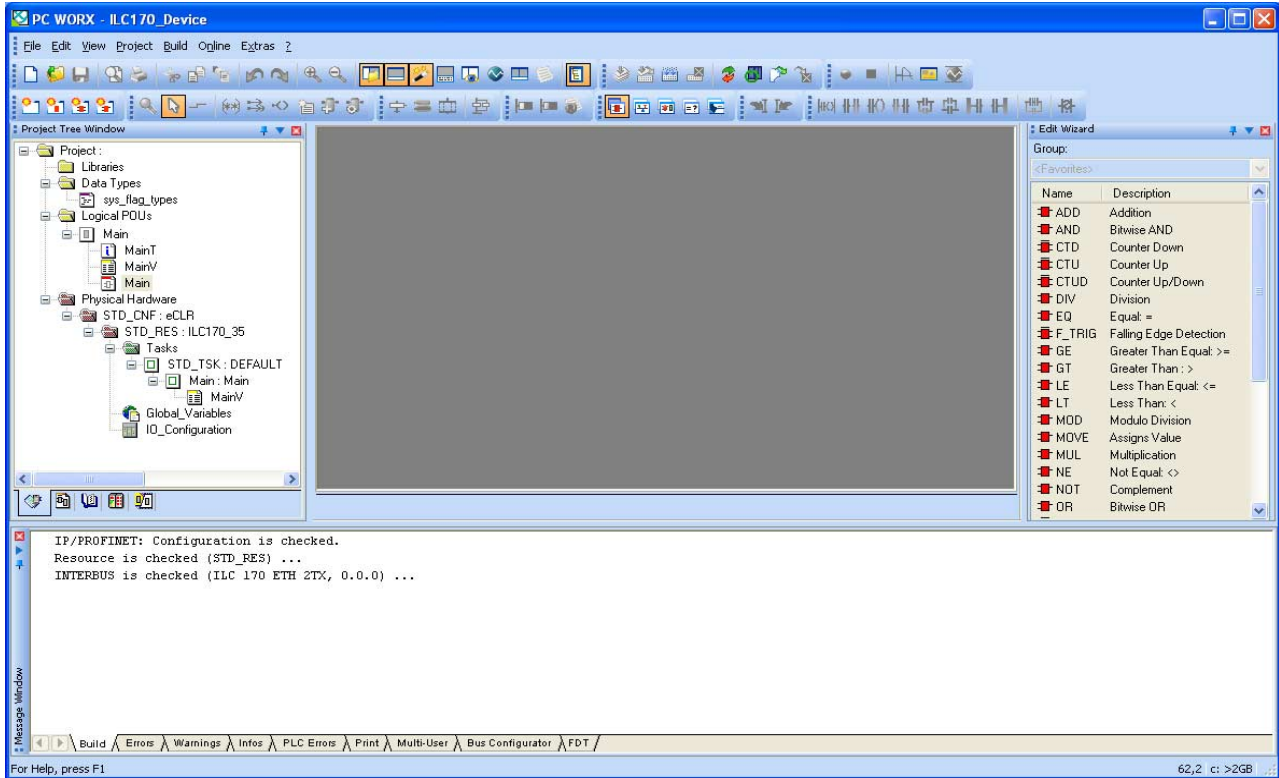 PC WORX - ILC170_Device
File Edit View Project Build Online Extras ?
Project Tree Window
Project :
Libraries
Data Types
sys_flag_types
Logical POUs
Main
MainT
MainV
Main
Physical Hardware
STD_CNF : eCLR
STD_RES : ILC170_35
Tasks
STD_TSK : DEFAULT
Main : Main
MainV
Global_Variables
IO_Configuration
Edit Wizard
Group:
<Favorites>
Name Description
ADD Addition
AND Bitwise AND
CTD Counter Down
CTU Counter Up
CTUD Counter Up/Down
DIV Division
EQ Equal: =
F_TRIG Falling Edge Detection
GE Greater Than Equal: >=
GT Greater Than : >
LE Less Than Equal: <=
LT Less Than: <
MOD Modulo Division
MOVE Assigns Value
MUL Multiplication
NE Not Equal: <>
NOT Complement
OR Bitwise OR
IP/PROFINET: Configuration is checked.
Resource is checked (STD_RES) ...
INTERBUS is checked (ILC 170 ETH 2TX, 0.0.0) ...
Message Window
Build Errors Warnings Infos PLC Errors Print Multi-User Bus Configurator FDT
For Help, press F1
62,2 c: >2GB